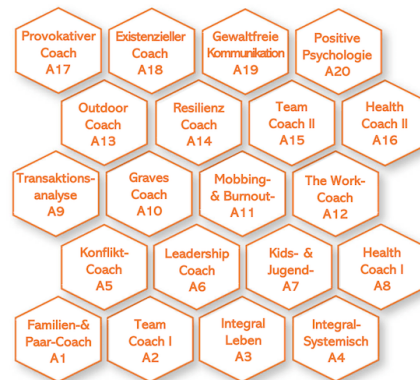 Provokativer
Coach
A17
Existenzieller
Coach
A18
Gewaltfreie
Kommunikation
A19
Positive
Psychologie
A20
Outdoor
Coach
A13
Resilienz
Coach
A14
Team
Coach II
A15
Health
Coach II
A16
Transaktions-
analyse
A9
Graves
Coach
A10
Mobbing-
& Burnout-
A11
The Work-
Coach
A12
Konflikt-
Coach
A5
Leadership
Coach
A6
Kids- &
Jugend-
A7
Health
Coach I
A8
Familien-&
Paar-Coach
A1
Team
Coach I
A2
Integral
Leben
A3
Integral-
Systemisch
A4